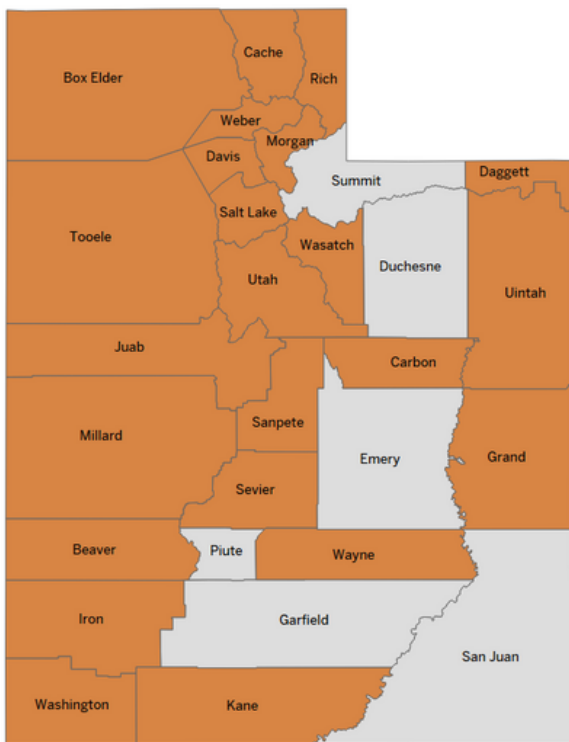 Cache
Box Elder
Rich
Weber
Morgan
Davis
Daggett
Summit
Salt Lake
Tooele
Wasatch
Duchesne
Utah
Uintah
Juab
Carbon
Sanpete
Millard
Grand
Emery
Sevier
Beaver
Piute
Wayne
Iron
Garfield
San Juan
Washington
Kane